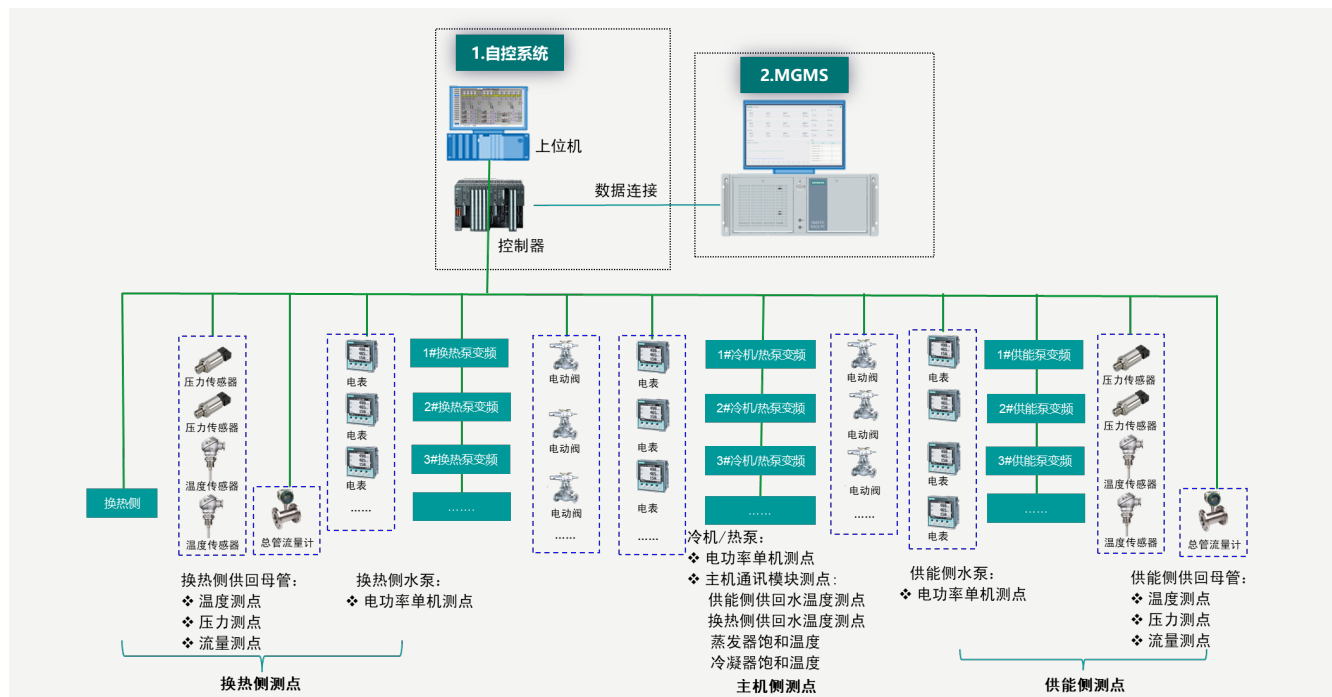 1.自控系统
2.MGMS
上位机
数据连接
控制器
换热侧
压力传感器
压力传感器
温度传感器
温度传感器
总管流量计
电表
电表
电表
……
1#换热泵变频
2#换热泵变频
3#换热泵变频
…….
电动阀
电动阀
电动阀
……
电表
电表
电表
……
1#冷机/热泵变频
2#冷机/热泵变频
3#冷机/热泵变频
……
电动阀
电动阀
电动阀
……
电表
电表
电表
1#供能泵变频
2#供能泵变频
3#供能泵变频
……
压力传感器
压力传感器
温度传感器
温度传感器
总管流量计
换热侧供回母管:
❖ 温度测点
❖ 压力测点
❖ 流量测点
换热侧水泵:
❖ 电功率单机测点
冷机/热泵:
❖ 电功率单机测点
❖ 主机通讯模块测点:
供能侧供回水温度测点
换热侧供回水温度测点
蒸发器饱和温度
冷凝器饱和温度
供能侧水泵:
❖ 电功率单机测点
供能侧供回母管:
❖ 温度测点
❖ 压力测点
❖ 流量测点
换热侧测点
主机侧测点
供能侧测点